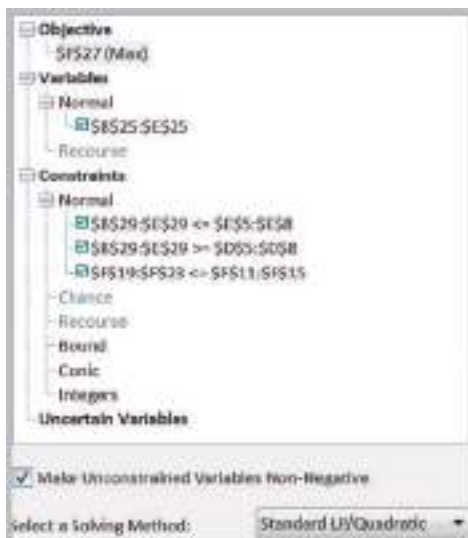 Objective
$F$27 (Max)
Variables
Normal
$B$25:$E$25
Recourse
Constraints
Normal
$B$29:$E$29 <= $E$5:$E$8
$B$29:$E$29 >= $D$5:$D$8
$F$19:$F$23 <= $F$11:$F$15
Chance
Recourse
Bound
Conic
Integers
Uncertain Variables
Make Unconstrained Variables Non-Negative
Select a Solving Method: Standard LP/Quadratic